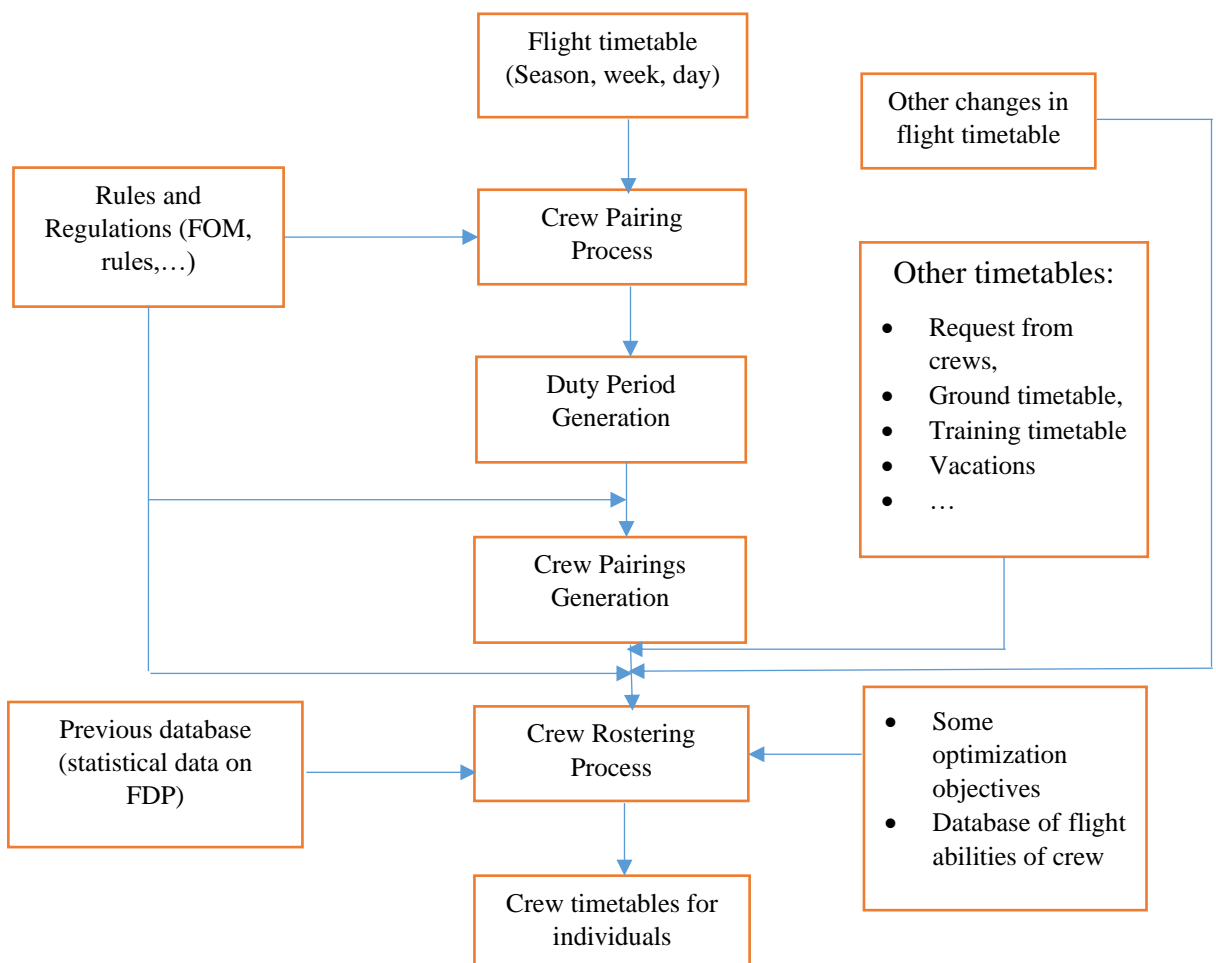 Flight timetable
(Season, week, day)
Other changes in
flight timetable
Rules and
Regulations (FOM,
rules,…)
Crew Pairing
Process
Other timetables:
• Request from
crews,
• Ground timetable,
• Training timetable
• Vacations
• …
Duty Period
Generation
Crew Pairings
Generation
Previous database
(statistical data on
FDP)
Crew Rostering
Process
• Some
optimization
objectives
• Database of flight
abilities of crew
Crew timetables for
individuals